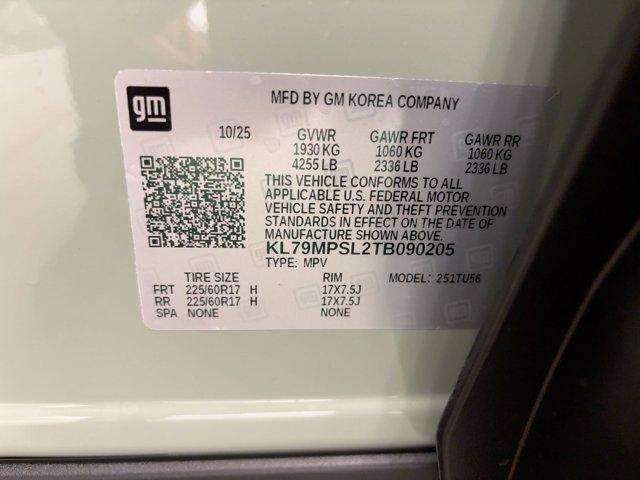 gm
MFD BY GM KOREA COMPANY
10/25 GVWR GAWR FRT GAWR RR
1930 KG 1060 KG 1060 KG
4255 LB 2336 LB 2336 LB
THIS VEHICLE CONFORMS TO ALL
APPLICABLE U.S. FEDERAL MOTOR
VEHICLE SAFETY AND THEFT PREVENTION
STANDARDS IN EFFECT ON THE DATE OF
MANUFACTURE SHOWN ABOVE.
KL79MPSL2TB090205
TYPE: MPV MODEL: 251TU56
TIRE SIZE RIM
FRT 225/60R17 H 17X7.5J
RR 225/60R17 H 17X7.5J
SPA NONE NONE